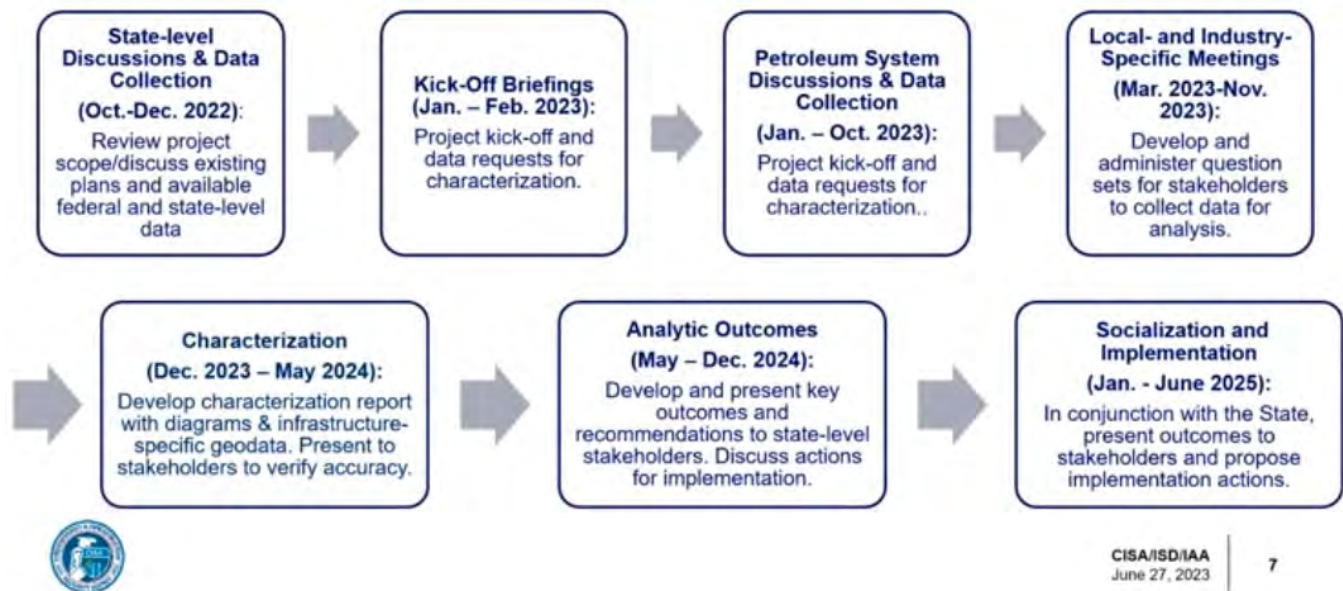 State-level
Discussions & Data
Collection
(Oct.-Dec. 2022):
Review project
scope/discuss existing
plans and available
federal and state-level
data
Kick-Off Briefings
(Jan. – Feb. 2023):
Project kick-off and
data requests for
characterization.
Petroleum System
Discussions & Data
Collection
(Jan. – Oct. 2023):
Project kick-off and
data requests for
characterization..
Local- and Industry-
Specific Meetings
(Mar. 2023-Nov.
2023):
Develop and
administer question
sets for stakeholders
to collect data for
analysis.
Characterization
(Dec. 2023 – May 2024):
Develop characterization report
with diagrams & infrastructure-
specific geodata. Present to
stakeholders to verify accuracy.
Analytic Outcomes
(May – Dec. 2024):
Develop and present key
outcomes and
recommendations to state-level
stakeholders. Discuss actions
for implementation.
Socialization and
Implementation
(Jan. - June 2025):
In conjunction with the State,
present outcomes to
stakeholders and propose
implementation actions.
CISA/ISD/IAA
June 27, 2023
7